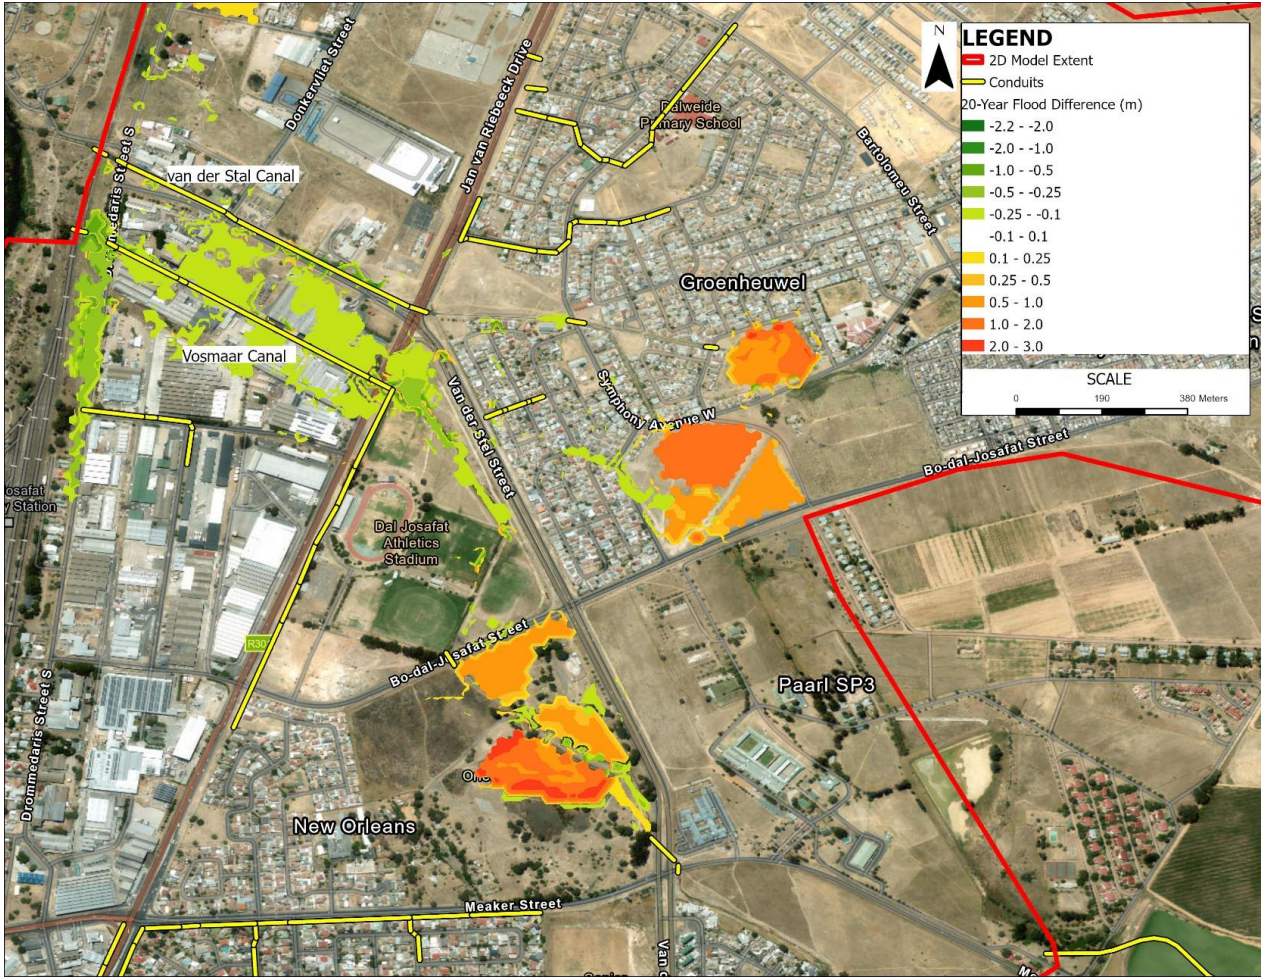 N
LEGEND
2D Model Extent
Conduits
20-Year Flood Difference (m)
-2.2 - -2.0
-2.0 - -1.0
-1.0 - -0.5
-0.5 - -0.25
-0.25 - -0.1
-0.1 - 0.1
0.1 - 0.25
0.25 - 0.5
0.5 - 1.0
1.0 - 2.0
2.0 - 3.0
SCALE
0 190 380 Meters
Donkervliet Street
Jan van Riebeeck Drive
Dalweide
Primary School
Bartolomeu Street
van der Stal Canal
Groenheuwel
Vosmaar Canal
Symphony Avenue W
Van der Stel Street
Bo-dal-Josafat Street
Dal Josafat
Athletics
Stadium
Bo-dal-Josafat Street
Paarl SP3
Drommedaris Street S
New Orleans
Meaker Street